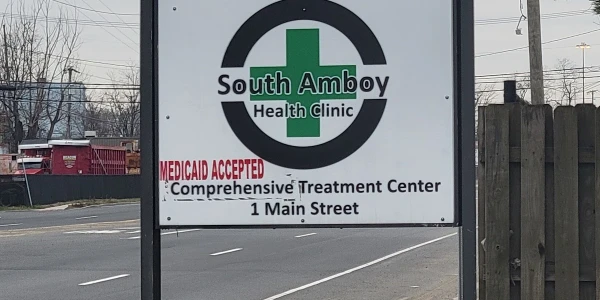 South Amboy
Health Clinic
MEDICAID ACCEPTED
Comprehensive Treatment Center
1 Main Street